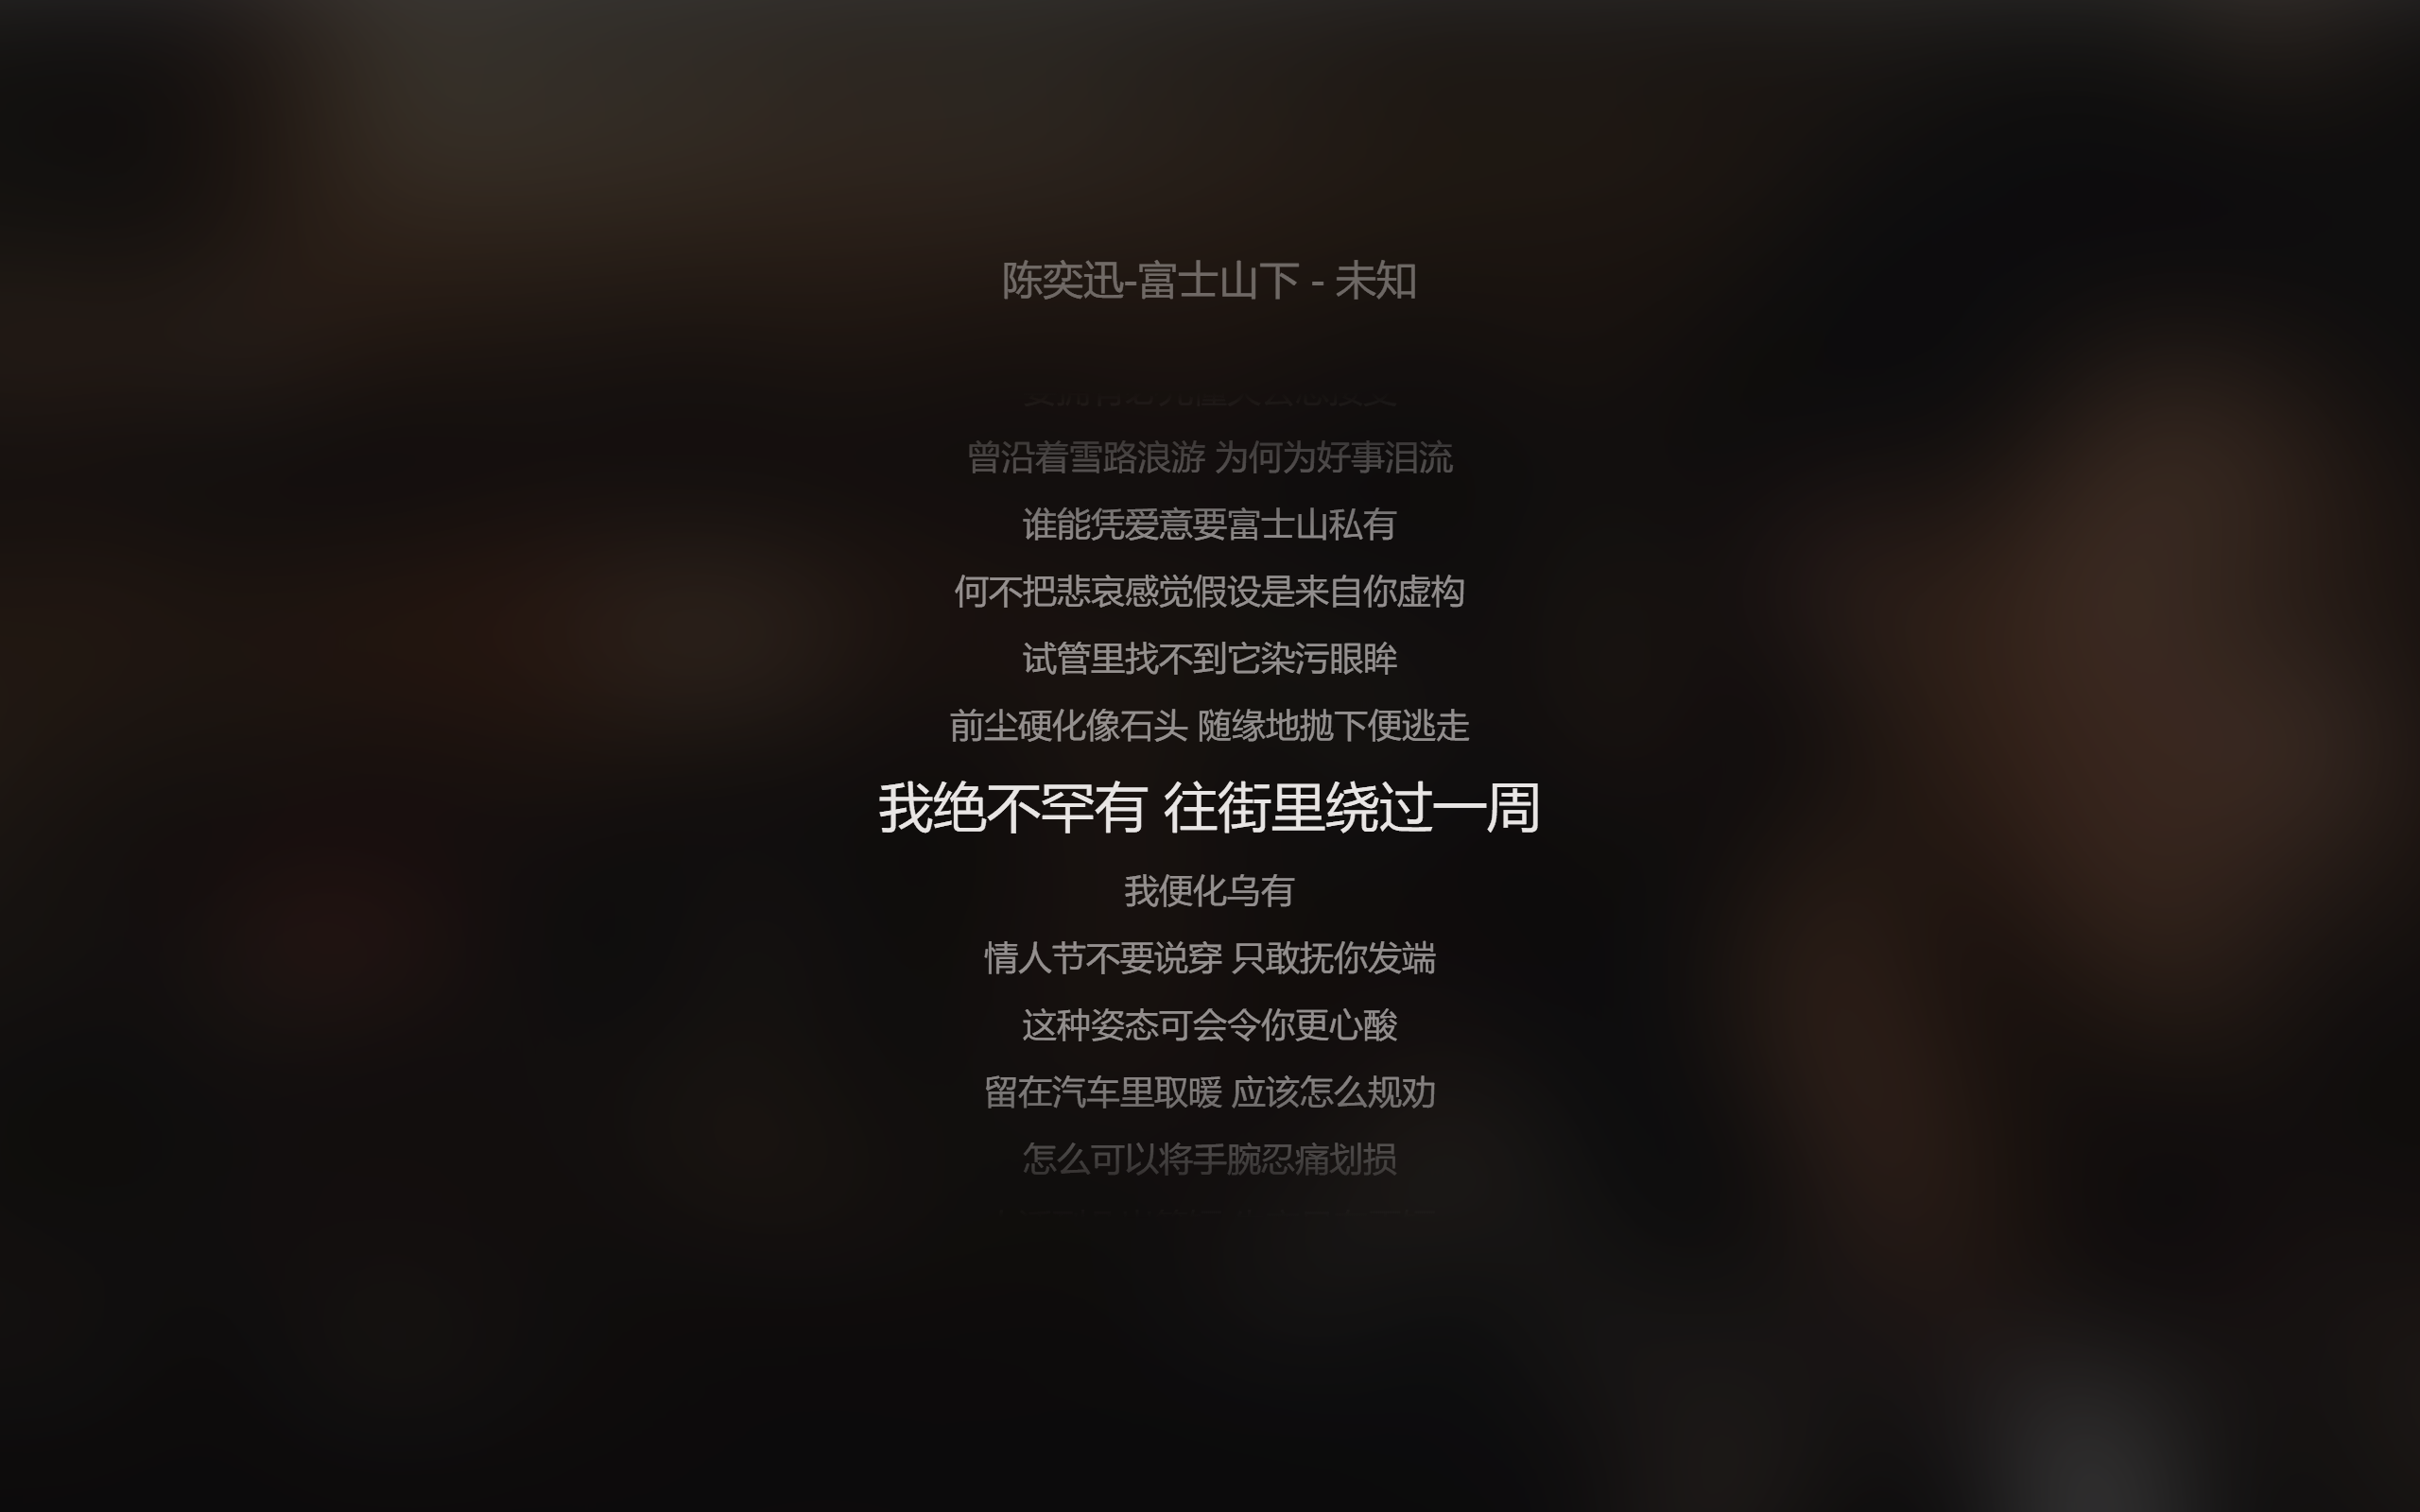 陈奕迅-富士山下 - 未知
曾沿着雪路浪游 为何为好事泪流
谁能凭爱意要富士山私有
何不把悲哀感觉假设是来自你虚构
试管里找不到它染污眼眸
前尘硬化像石头 随缘地抛下便逃走
我绝不罕有 往街里绕过一周
我便化乌有
情人节不要说穿 只敢抚你发端
这种姿态可会令你更心酸
留在汽车里取暖 应该怎么规劝
怎么可以将手腕忍痛划损